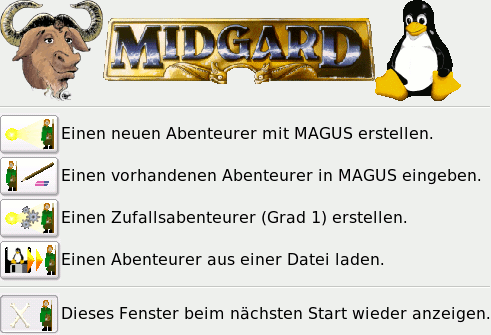 MIDGARD
Einen neuen Abenteurer mit MAGUS erstellen.
Einen vorhandenen Abenteurer in MAGUS eingeben.
Einen Zufallsabenteurer (Grad 1) erstellen.
Einen Abenteurer aus einer Datei laden.
Dieses Fenster beim nächsten Start wieder anzeigen.